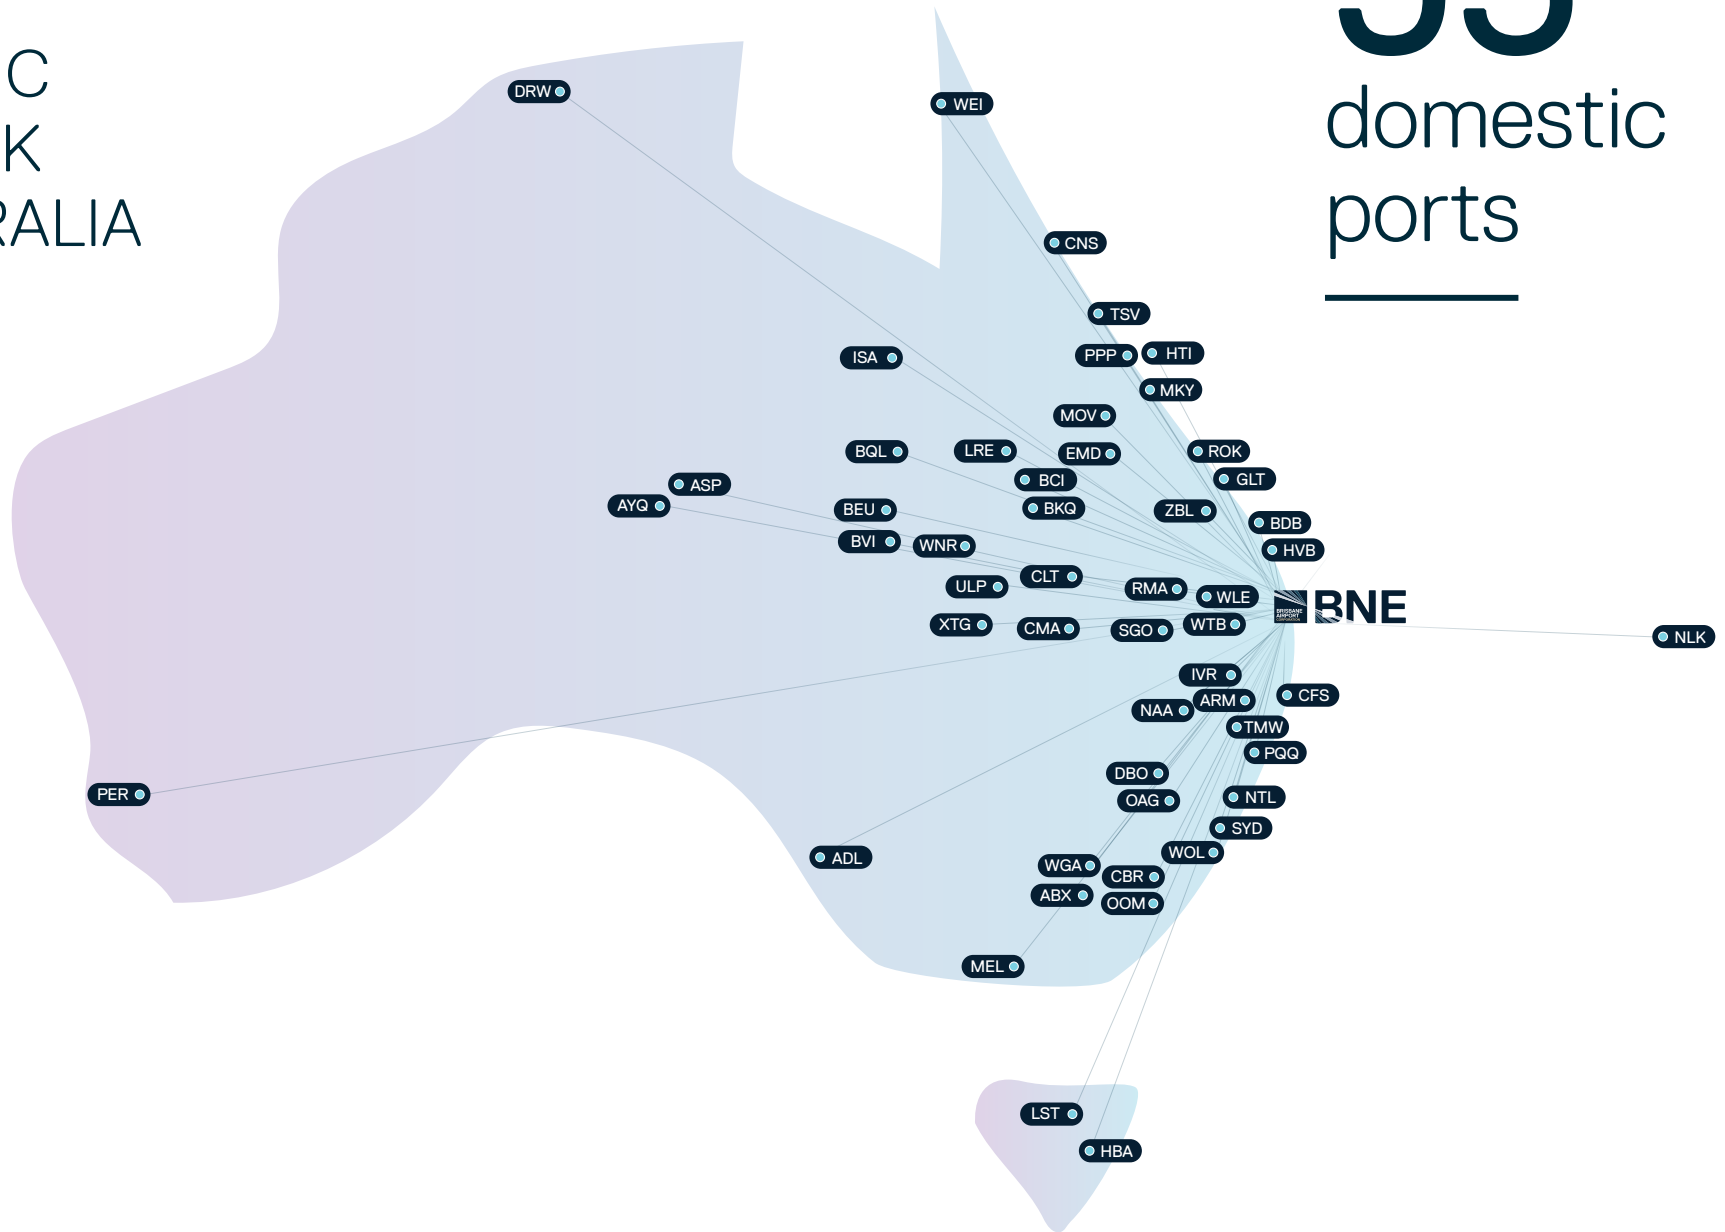 C
K
RALIA
domestic
ports
DRW
WEI
CNS
TSV
PPP
HTI
ISA
MKY
MOV
BQL
LRE
EMD
ROK
BCI
GLT
ASP
AYQ
BEU
BKQ
ZBL
BDB
BVI
WNR
HVB
ULP
CLT
RMA
WLE
BRISBANE
AIRPORT
CORPORATION
BNE
XTG
CMA
SGO
WTB
NLK
IVR
CFS
NAA
ARM
TMW
PQQ
DBO
OAG
NTL
SYD
PER
ADL
WOL
WGA
CBR
ABX
OOM
MEL
LST
HBA